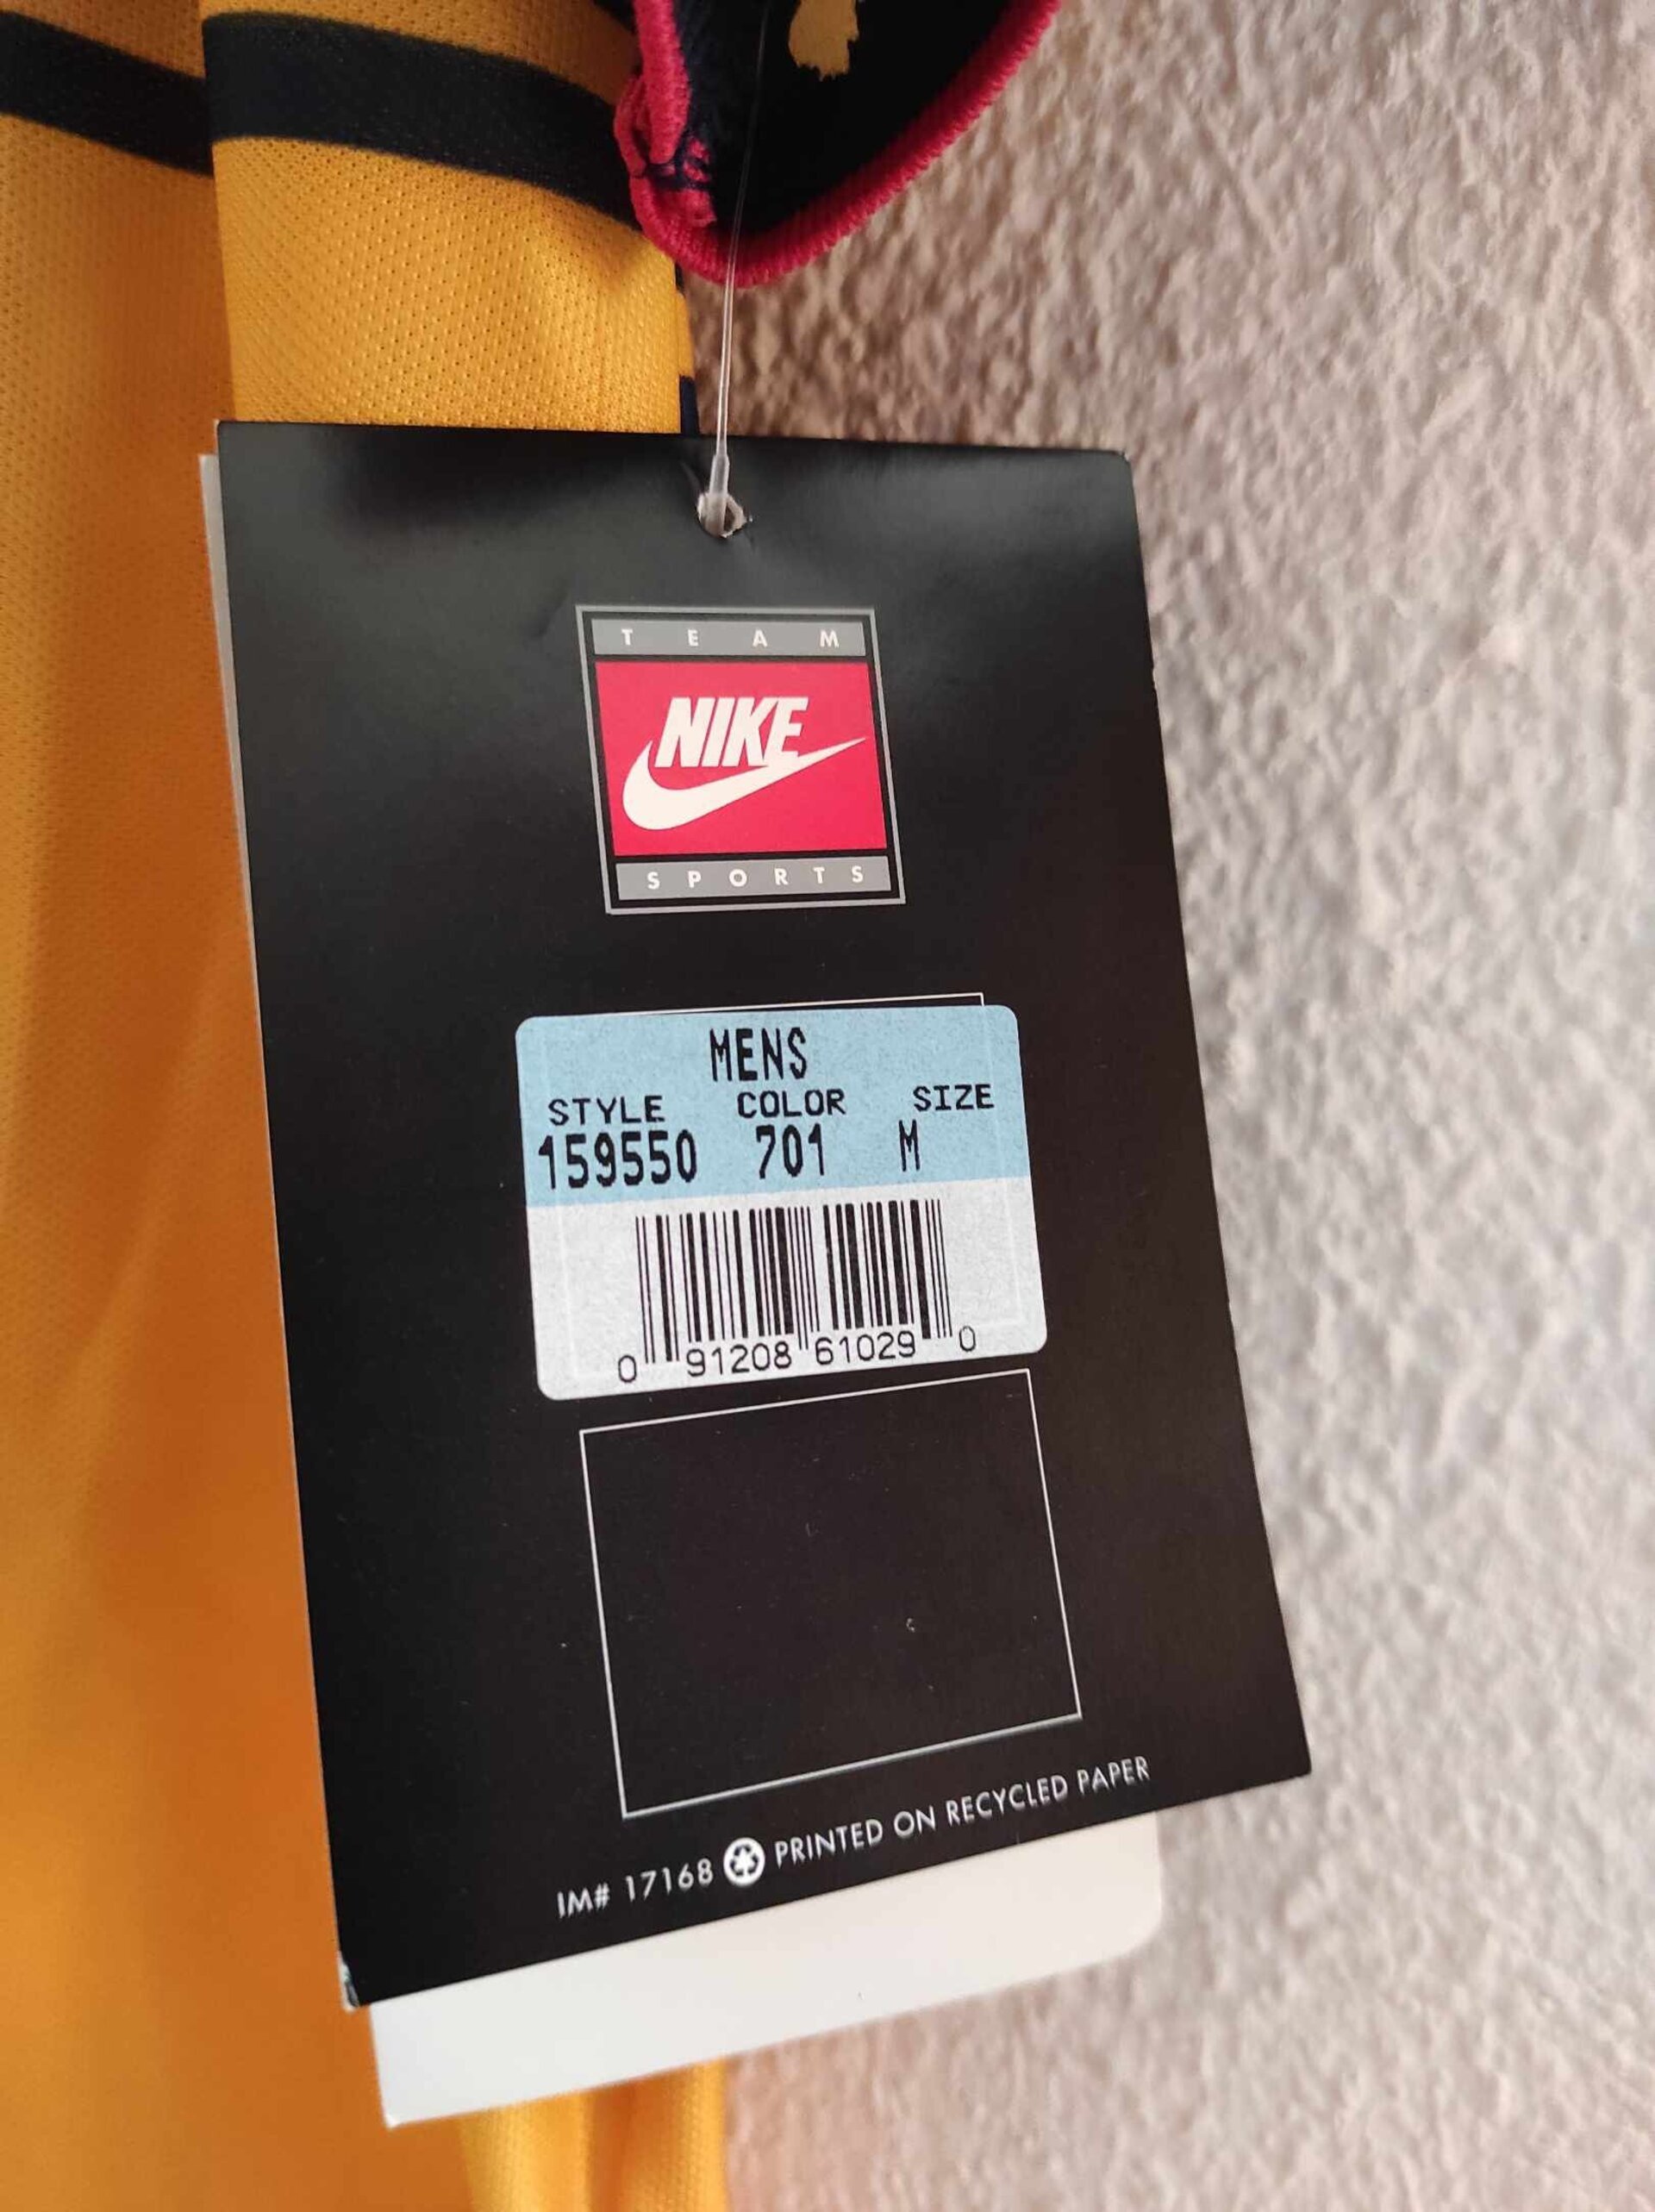 TEAM
NIKE
SPORTS
MENS
STYLE COLOR SIZE
159550 701 M
0 91208 61029 0
IM# 17168 PRINTED ON RECYCLED PAPER